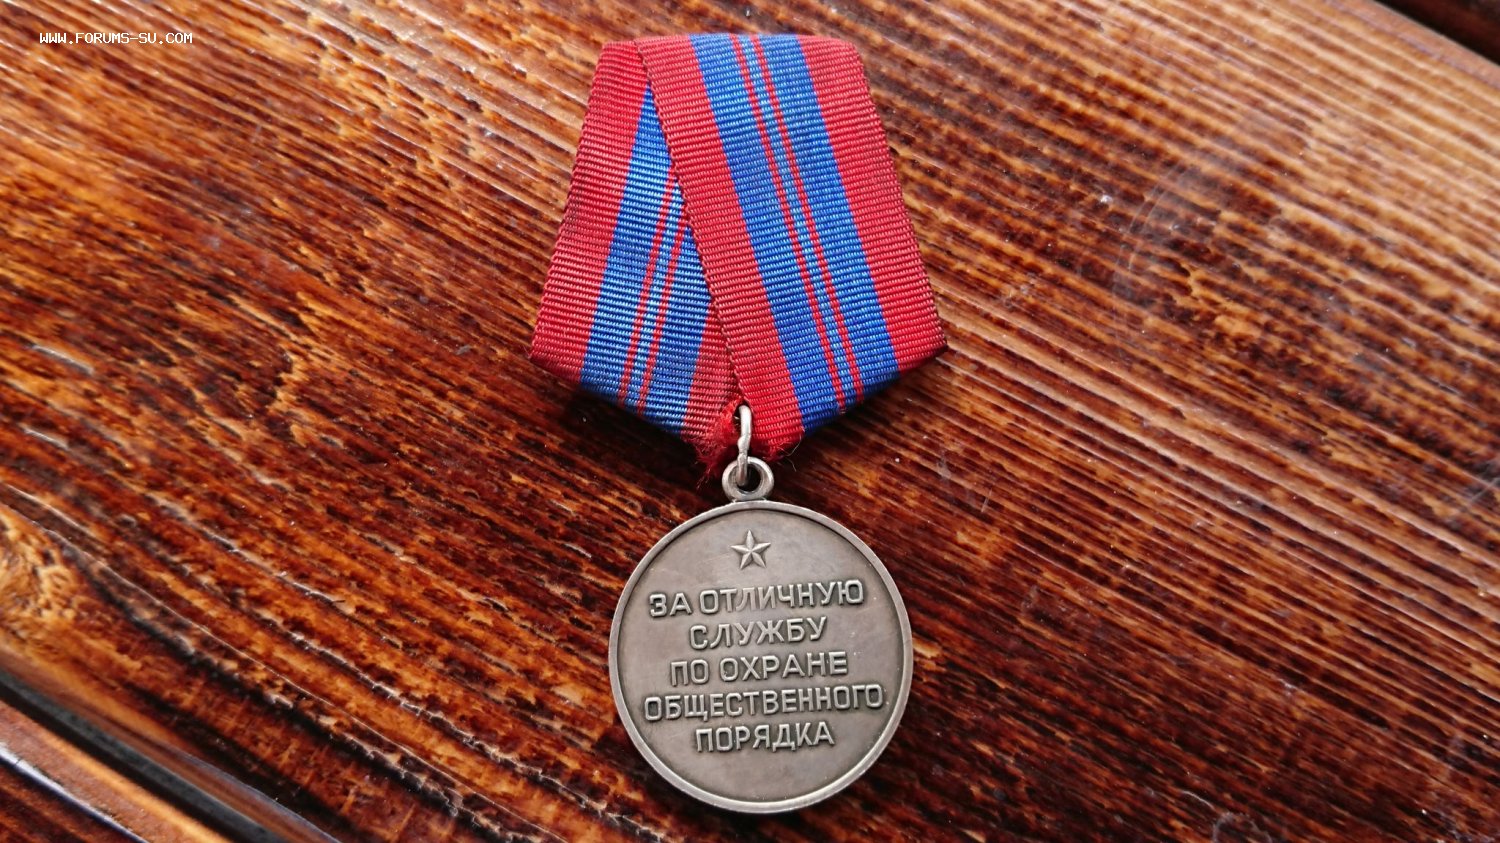 WWW.FORUMS-SU.COM
ЗА ОТЛИЧНУЮ
СЛУЖБУ
ПО ОХРАНЕ
ОБЩЕСТВЕННОГО
ПОРЯДКА